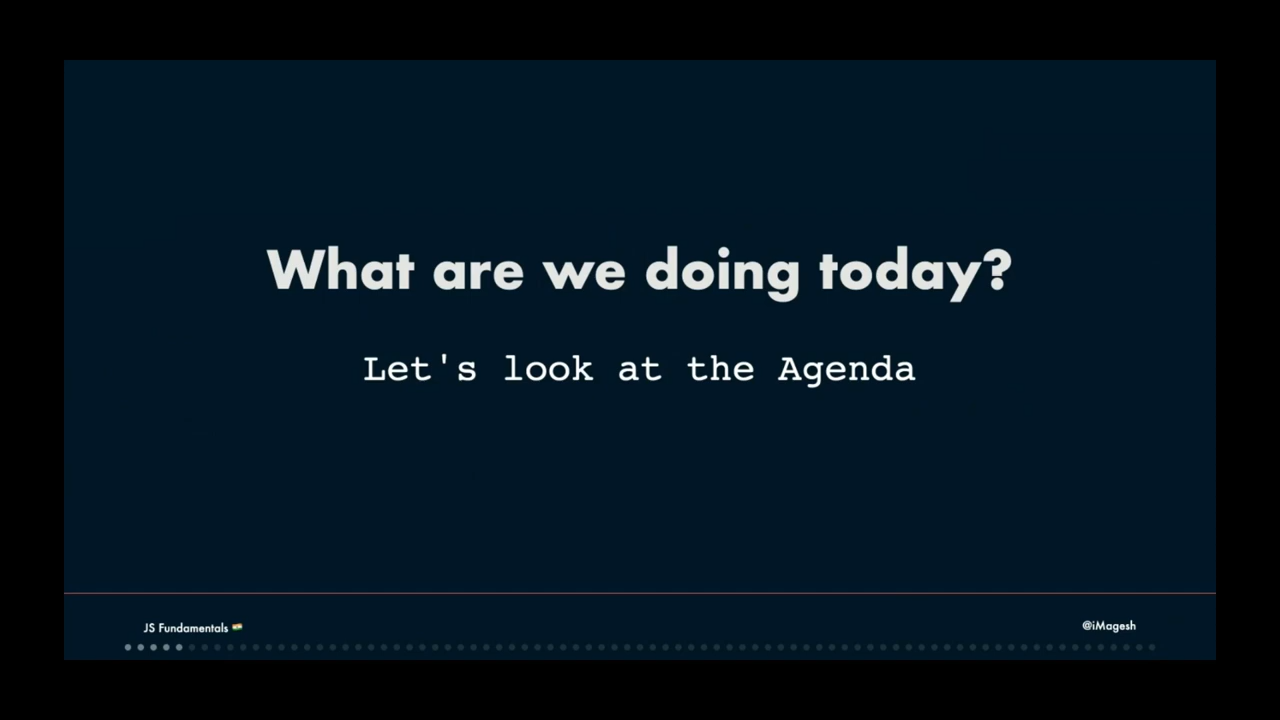 What are we doing today?
Let's look at the Agenda
JS Fundamentals 🇮🇳
@iMagesh